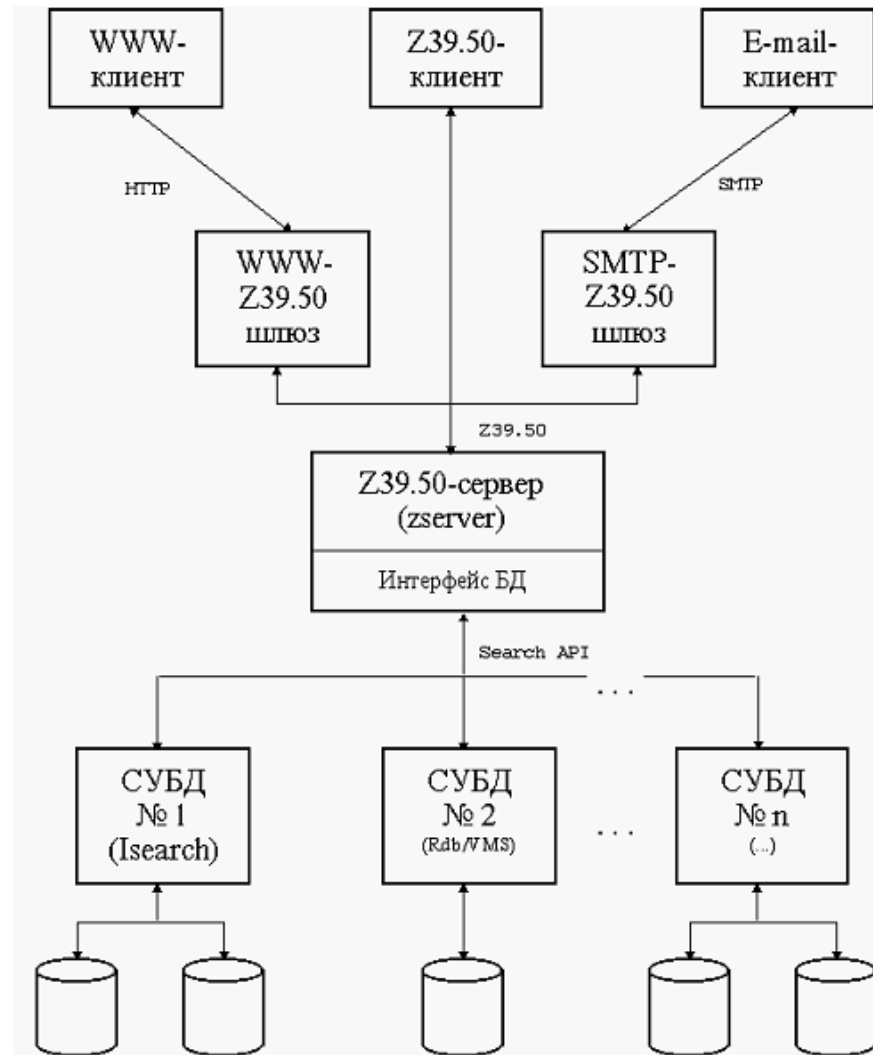 WWW-
клиент
Z39.50-
клиент
E-mail-
клиент
HTTP
SMTP
WWW-
Z39.50
шлюз
SMTP-
Z39.50
шлюз
Z39.50
Z39.50-сервер
(zserver)
Интерфейс БД
Search API
...
СУБД
№ 1
(Isearch)
СУБД
№ 2
(Rdb/VMS)
...
СУБД
№ n
(...)